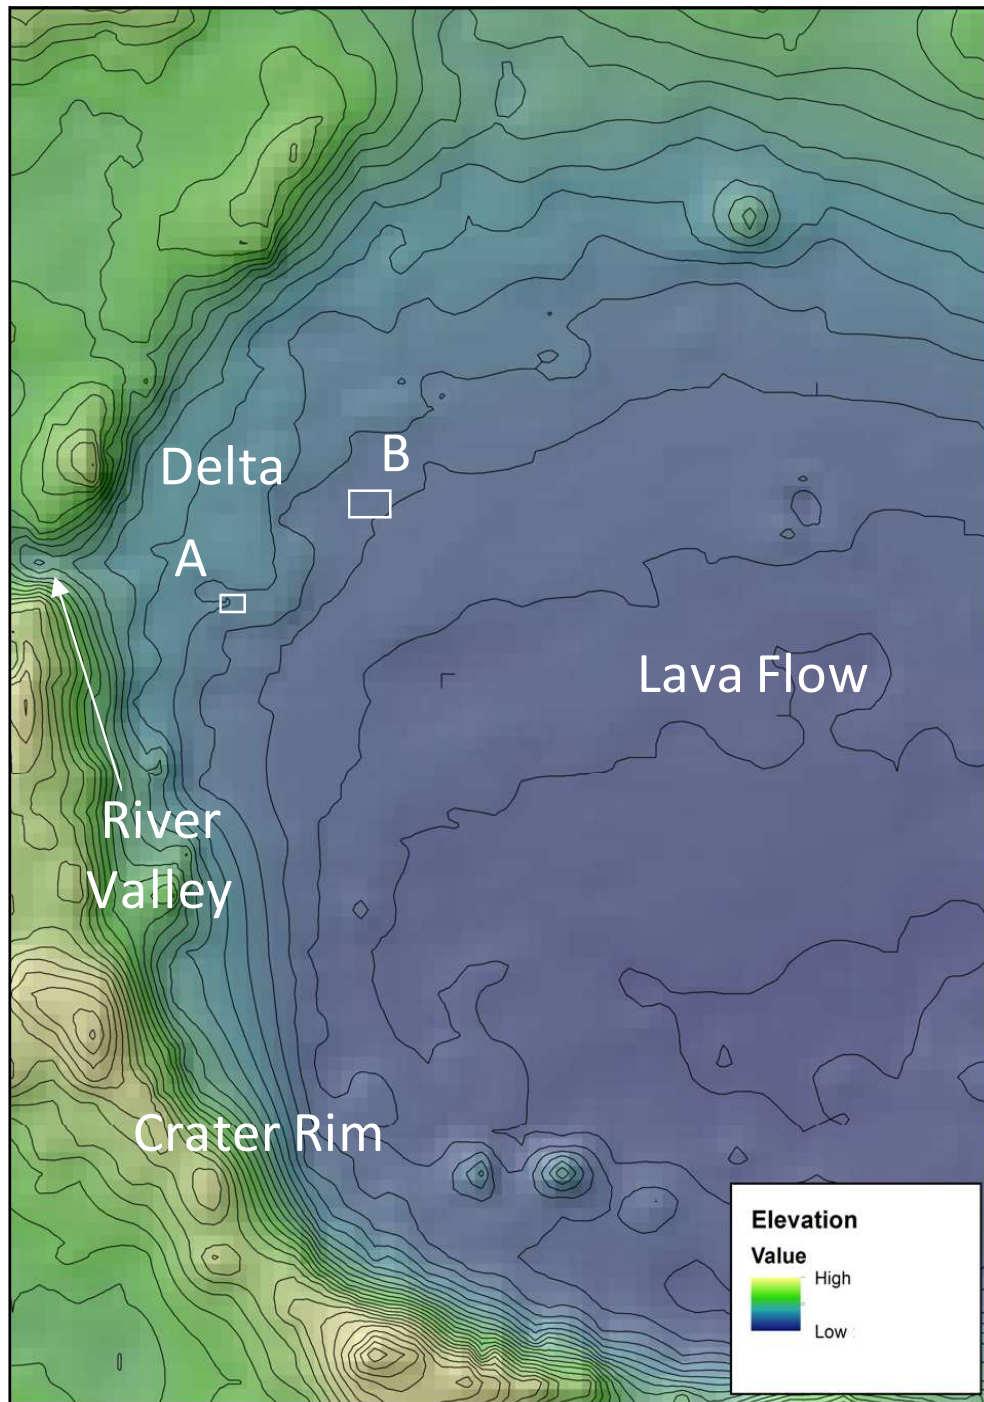 Delta
B
A
Lava Flow
River
Valley
Crater Rim
Elevation
Value
High
Low